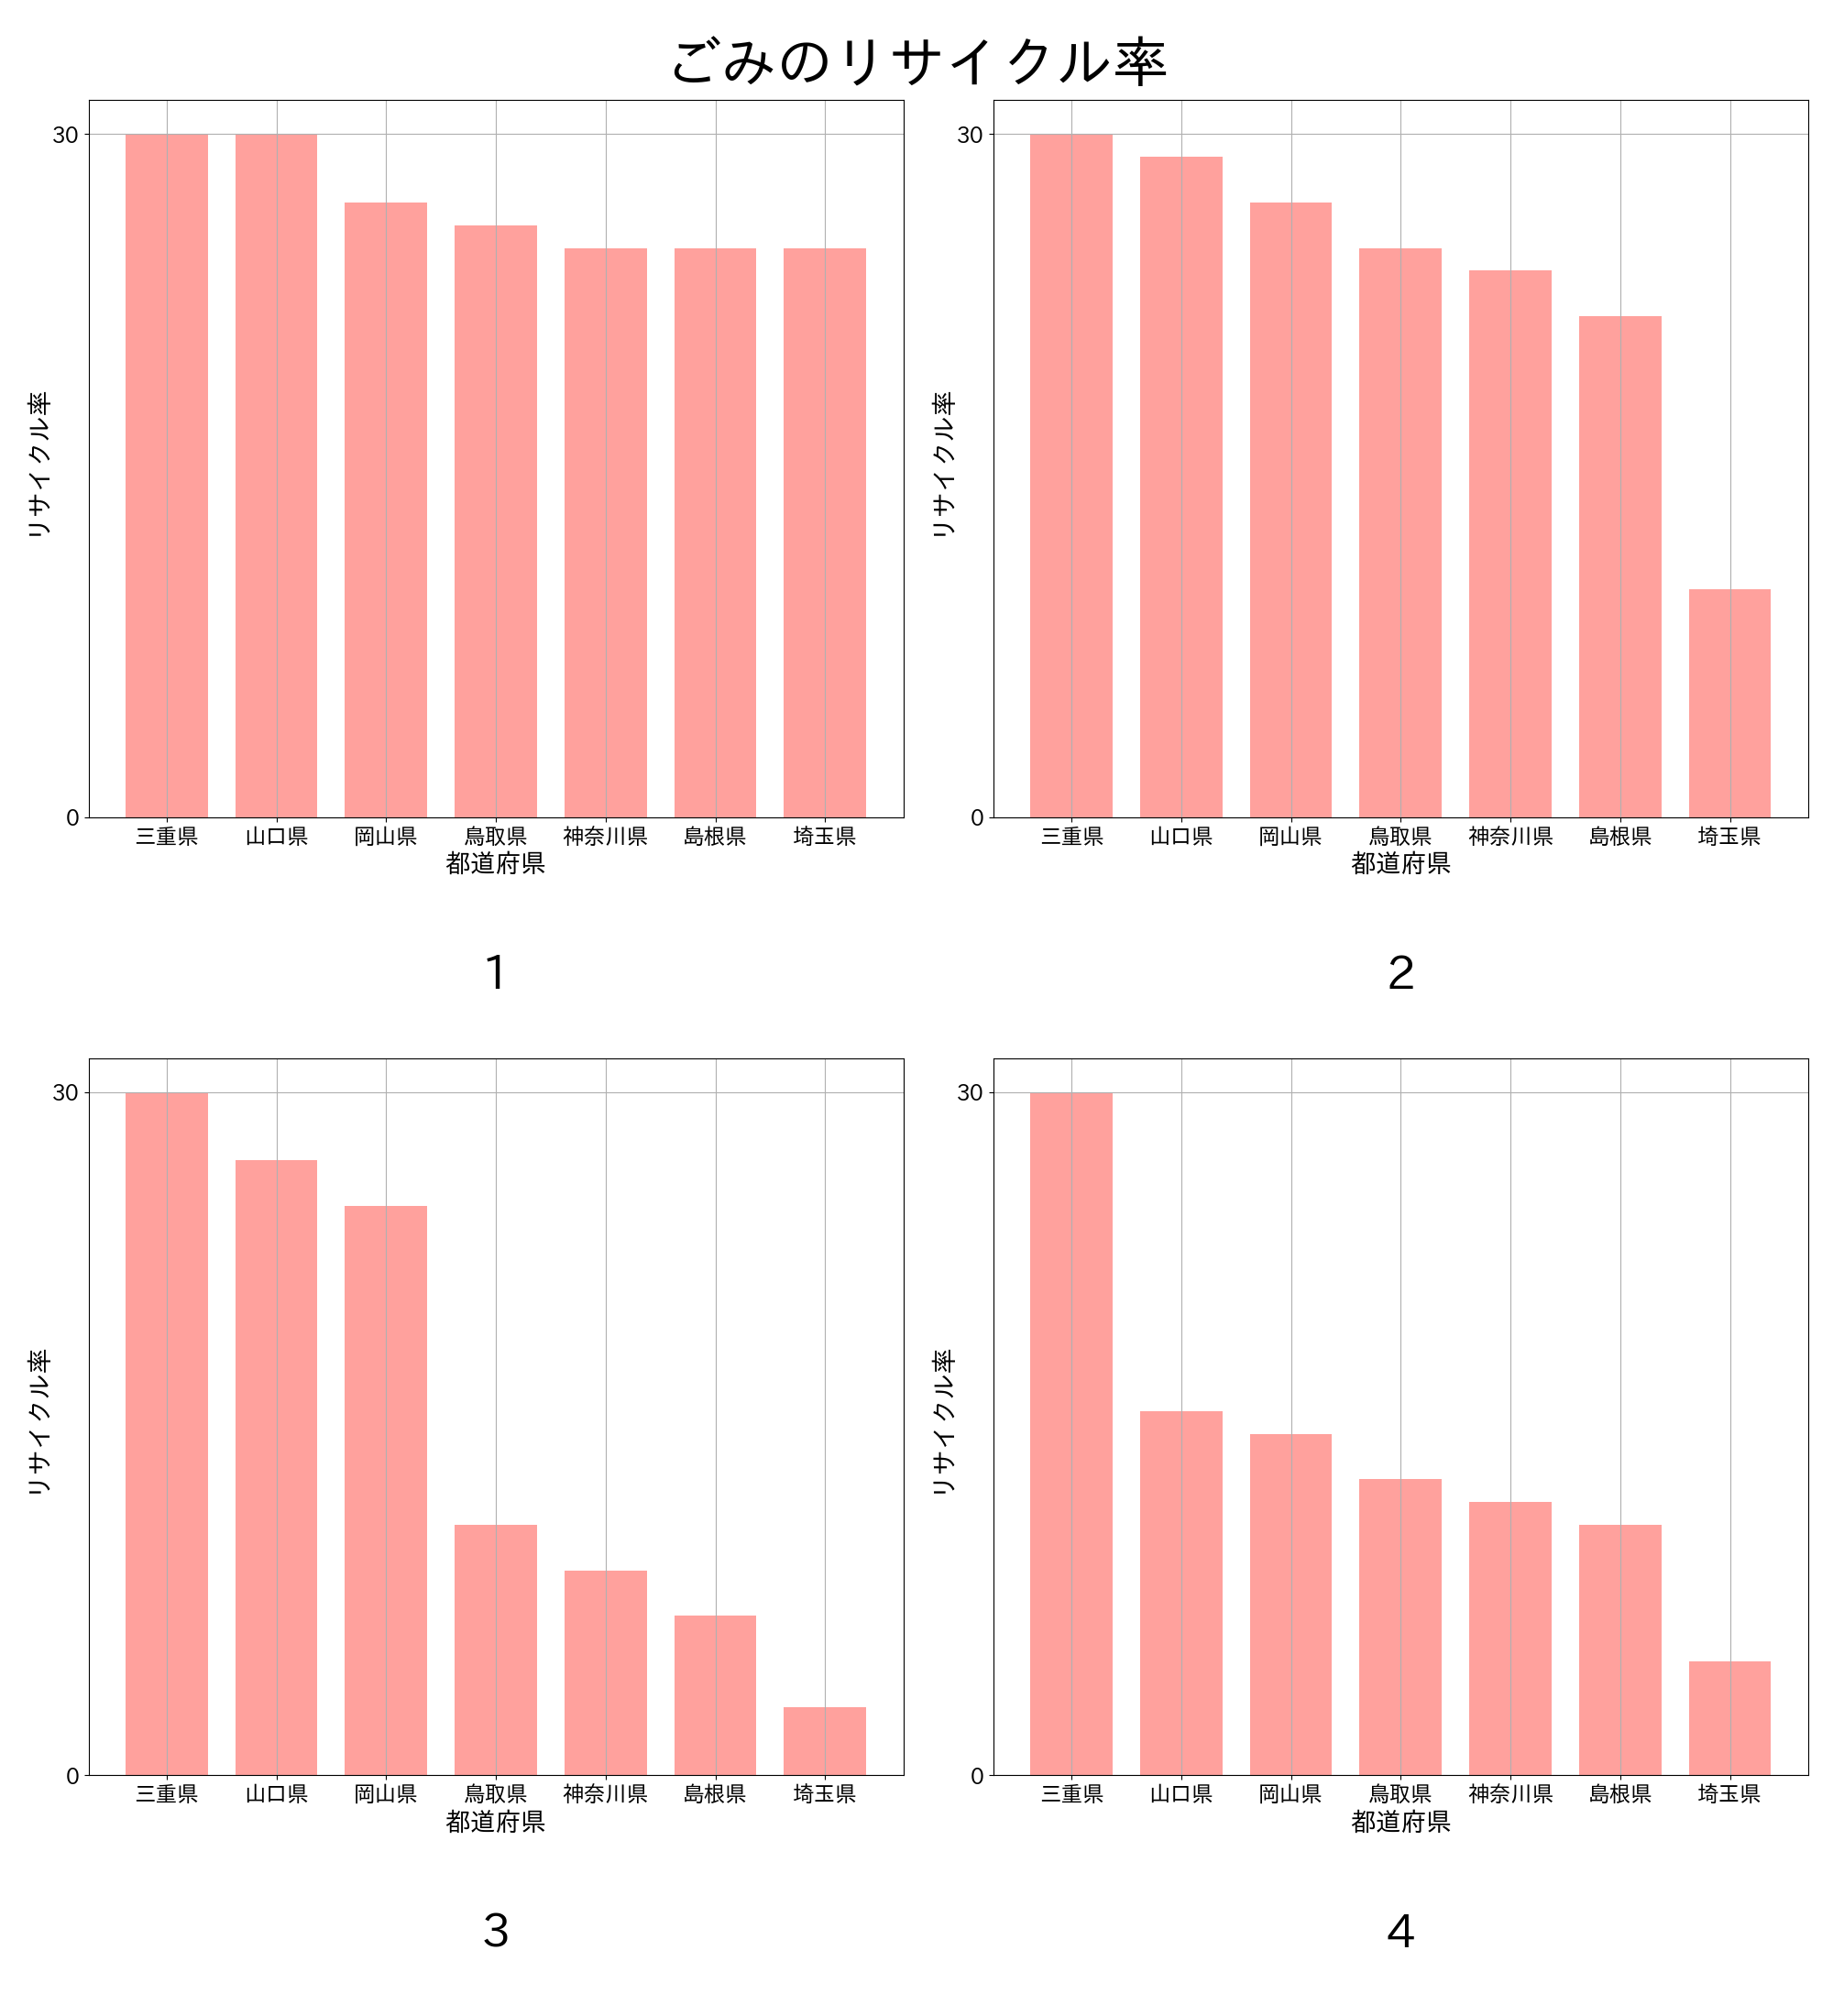 ごみのリサイクル率
30
0
リサイクル率
三重県 山口県 岡山県 鳥取県 神奈川県 島根県 埼玉県
都道府県
1
30
0
リサイクル率
三重県 山口県 岡山県 鳥取県 神奈川県 島根県 埼玉県
都道府県
2
30
0
リサイクル率
三重県 山口県 岡山県 鳥取県 神奈川県 島根県 埼玉県
都道府県
3
30
0
リサイクル率
三重県 山口県 岡山県 鳥取県 神奈川県 島根県 埼玉県
都道府県
4